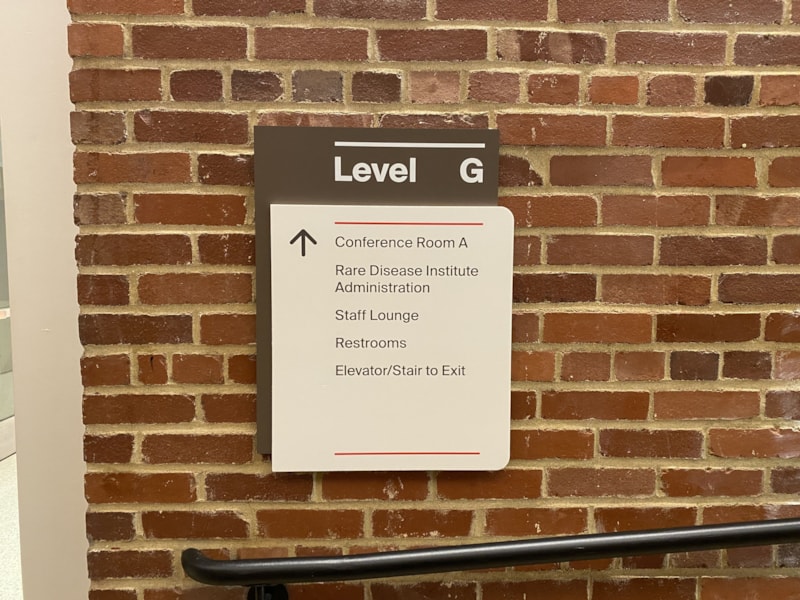 Level G
Conference Room A
Rare Disease Institute
Administration
Staff Lounge
Restrooms
Elevator/Stair to Exit